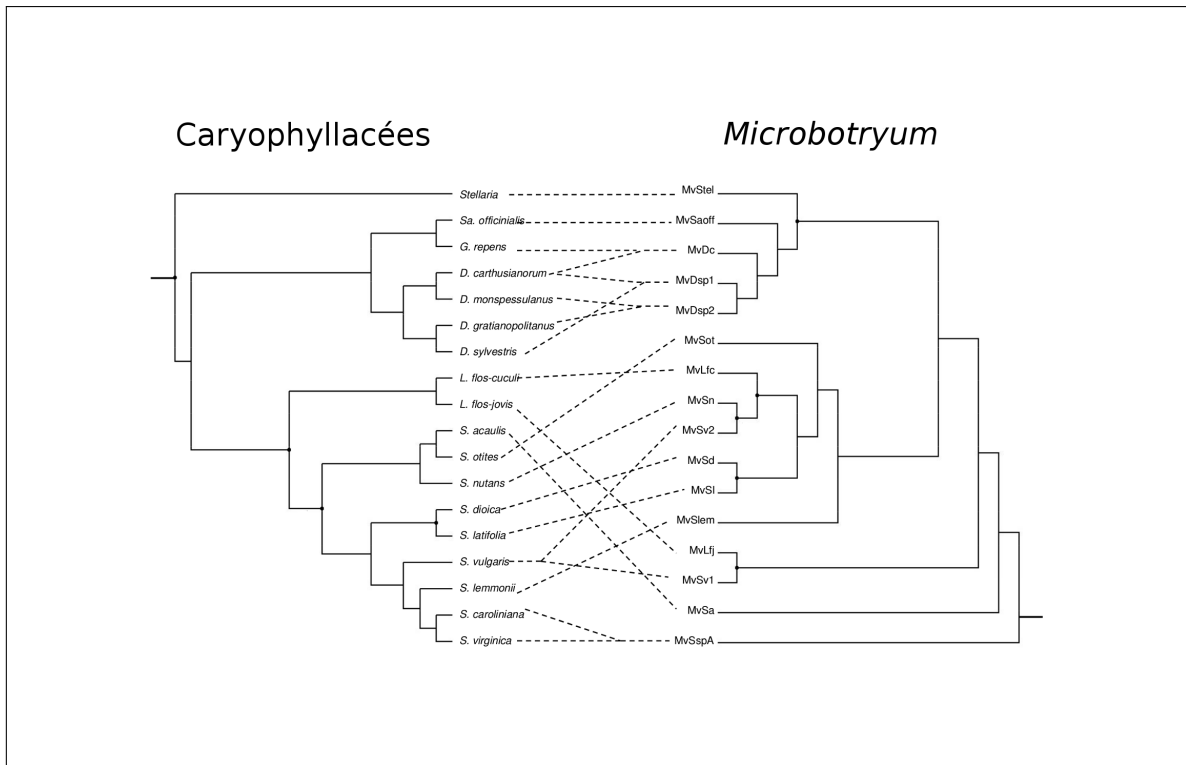 Caryophyllacées
Microbotryum
Stellaria
Sa. officinialis
G. repens
D. carthusianorum
D. monspessulanus
D. gratianopolitanus
D. sylvestris
L. flos-cuculi
L. flos-jovis
S. acaulis
S. otites
S. nutans
S. dioica
S. latifolia
S. vulgaris
S. lemmonii
S. caroliniana
S. virginica
MvStel
MvSaoff
MvDc
MvDsp1
MvDsp2
MvSot
MvLfc
MvSn
MvSv2
MvSd
MvSl
MvSlem
MvLfj
MvSv1
MvSa
MvSspA